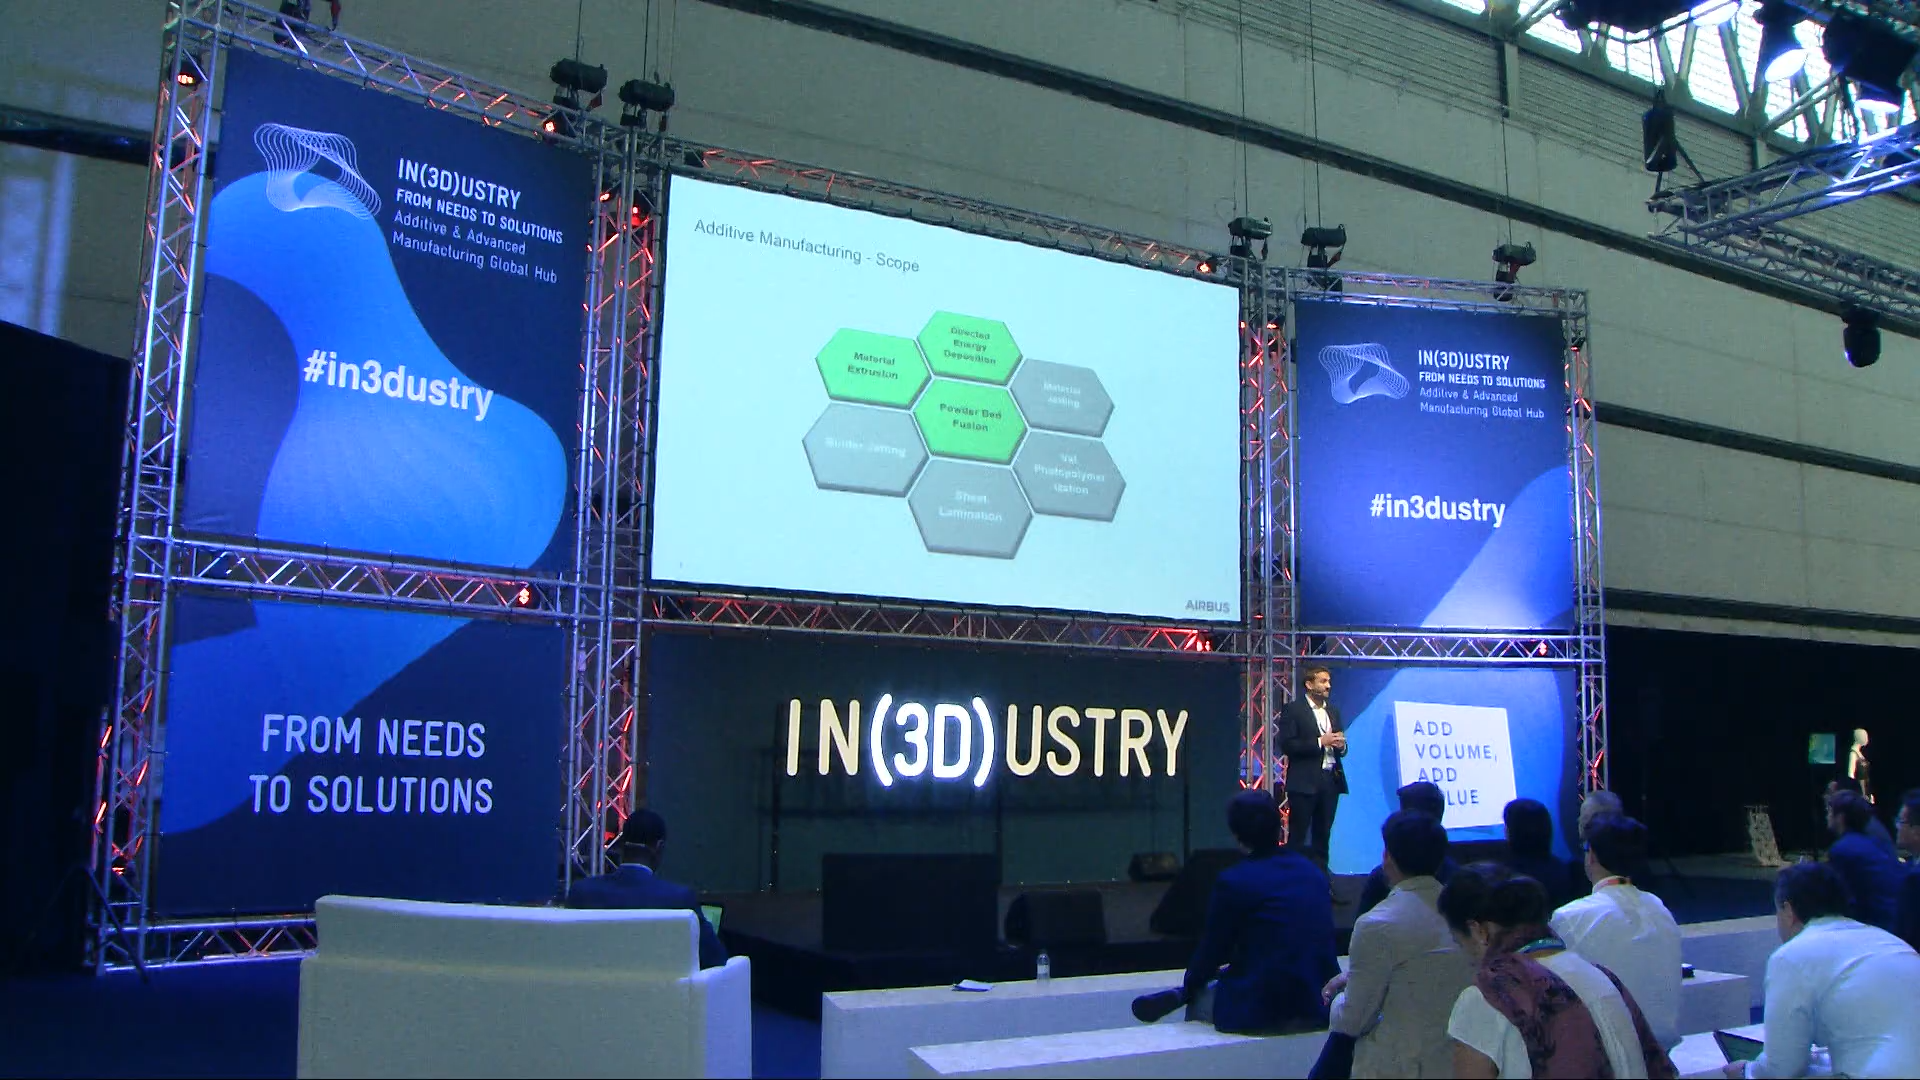 IN(3D)USTRY
FROM NEEDS TO SOLUTIONS
Additive & Advanced
Manufacturing Global Hub
#in3dustry
FROM NEEDS
TO SOLUTIONS
Additive Manufacturing - Scope
Directed
Energy
Deposition
Material
Extrusion
Material
Jetting
Powder Bed
Fusion
Binder Jetting
Vat
Photopolymer
ization
Sheet
Lamination
AIRBUS
IN(3D)USTRY
IN(3D)USTRY
FROM NEEDS TO SOLUTIONS
Additive & Advanced
Manufacturing Global Hub
#in3dustry
ADD
VOLUME,
ADD
LUE